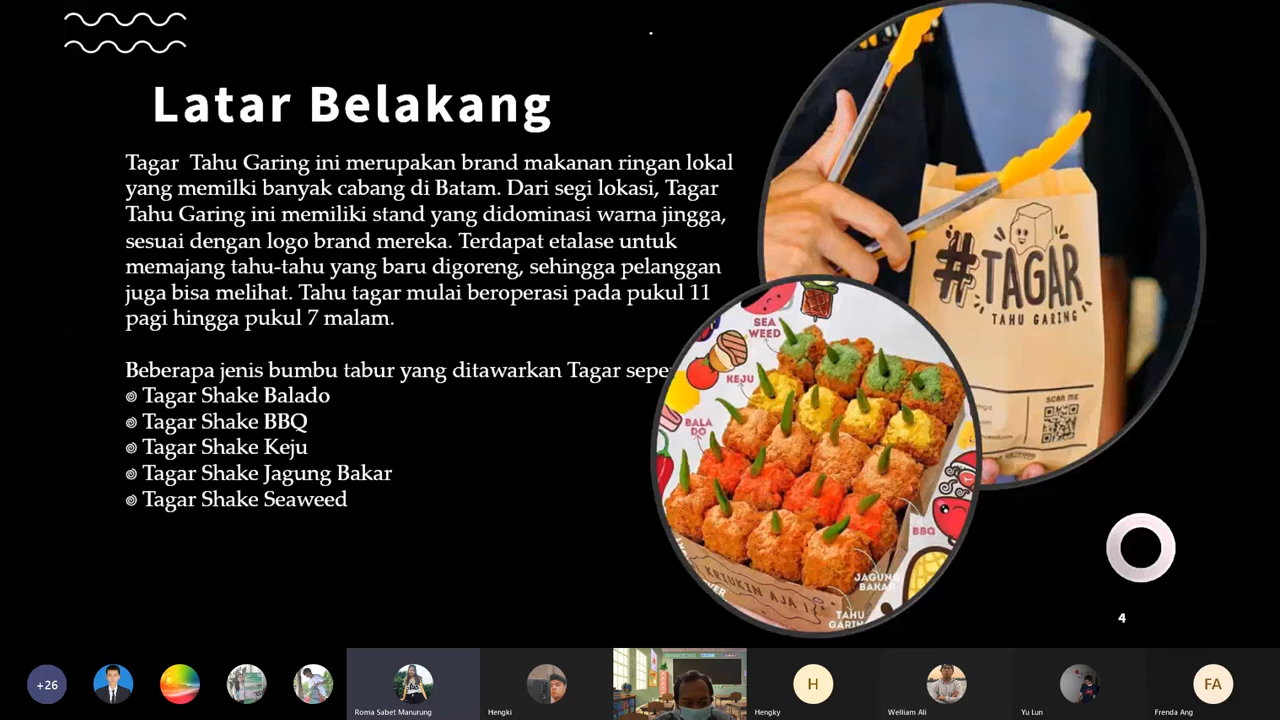 Latar Belakang
Tagar Tahu Garing ini merupakan brand makanan ringan lokal
yang memilki banyak cabang di Batam. Dari segi lokasi, Tagar
Tahu Garing ini memiliki stand yang didominasi warna jingga,
sesuai dengan logo brand mereka. Terdapat etalase untuk
memajang tahu-tahu yang baru digoreng, sehingga pelanggan
juga bisa melihat. Tahu tagar mulai beroperasi pada pukul 11
pagi hingga pukul 7 malam.
Beberapa jenis bumbu tabur yang ditawarkan Tagar sepe
Tagar Shake Balado
Tagar Shake BBQ
Tagar Shake Keju
Tagar Shake Jagung Bakar
Tagar Shake Seaweed
#TAGAR
TAHU GARING
SCAN ME
SEA
WEED
KEJU
BALA
DO
BBQ
JAGUNG
BAKAR
TAHU
KRIUKIN AJA!
4
+26
Roma Sabet Manurung
Hengki
H
Hengky
Welliam Ali
Yu Lun
FA
Frenda Ang